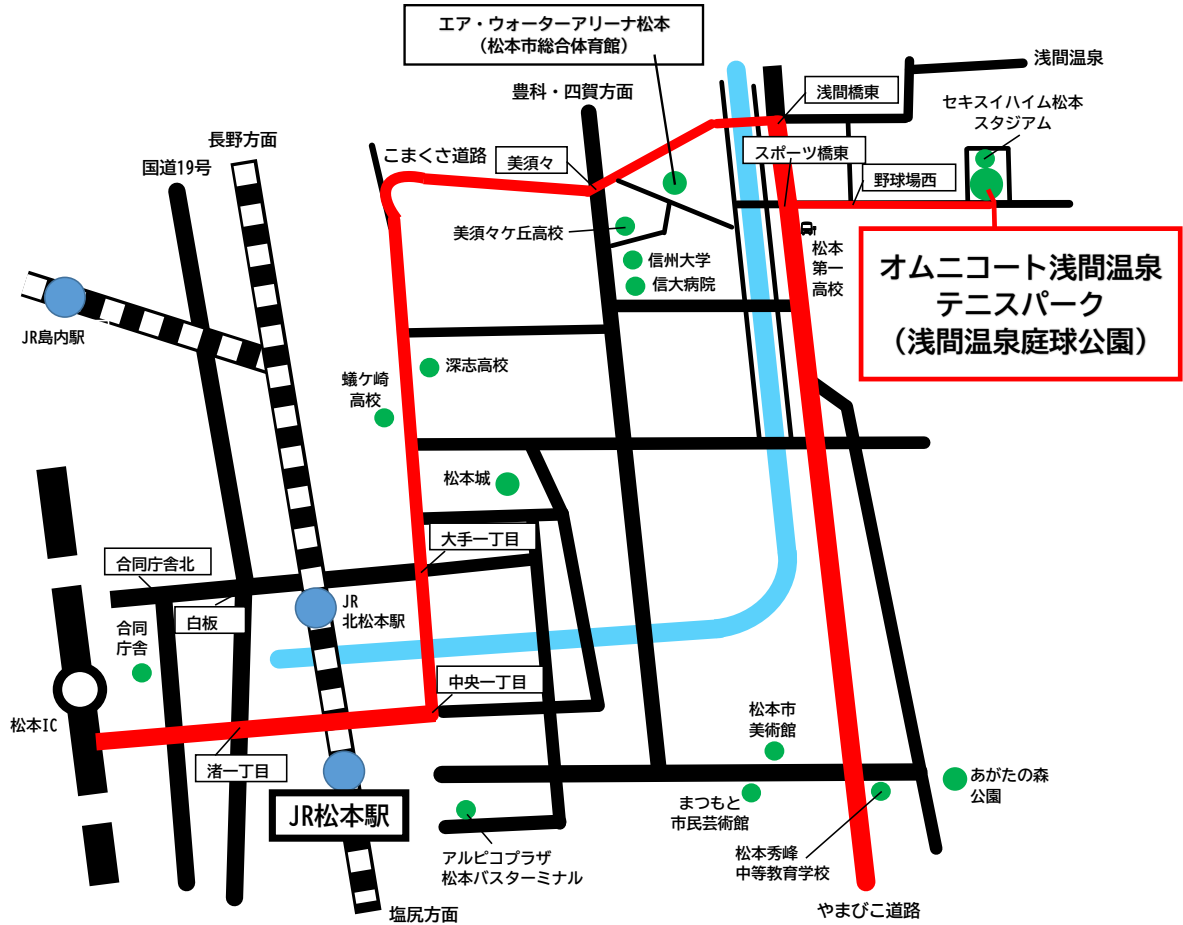 エア・ウォーターアリーナ松本
（松本市総合体育館）
浅間温泉
豊科・四賀方面
浅間橋東
セキスイハイム松本
スタジアム
長野方面
国道19号
こまくさ道路
美須々
スポーツ橋東
野球場西
美須々ケ丘高校
信州大学
信大病院
松本
第一
高校
オムニコート浅間温泉
テニスパーク
（浅間温泉庭球公園）
JR島内駅
深志高校
蟻ケ崎
高校
松本城
大手一丁目
合同庁舎北
白板
JR
北松本駅
合同
庁舎
中央一丁目
松本IC
渚一丁目
松本市
美術館
あがたの森
公園
まつもと
市民芸術館
JR松本駅
アルピコプラザ
松本バスターミナル
松本秀峰
中等教育学校
塩尻方面
やまびこ道路